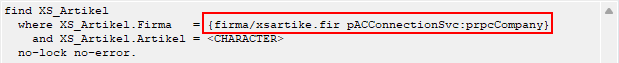 find XS_Artikel
where XS_Artikel.Firma = {firma/xsartike.fir pACConnectionSvc:prpcCompany}
and XS_Artikel.Artikel = <CHARACTER>
no-lock no-error.